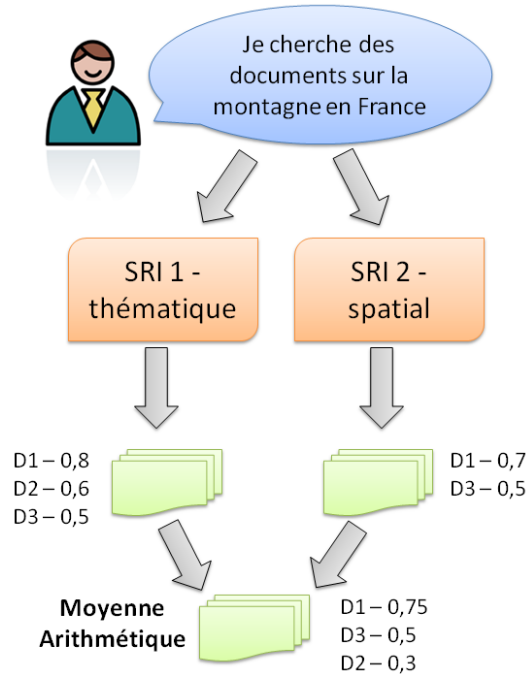 Je cherche des
documents sur la
montagne en France
SRI 1 -
thématique
SRI 2 -
spatial
D1 – 0,8
D2 – 0,6
D3 – 0,5
D1 – 0,7
D3 – 0,5
Moyenne
Arithmétique
D1 – 0,75
D3 – 0,5
D2 – 0,3